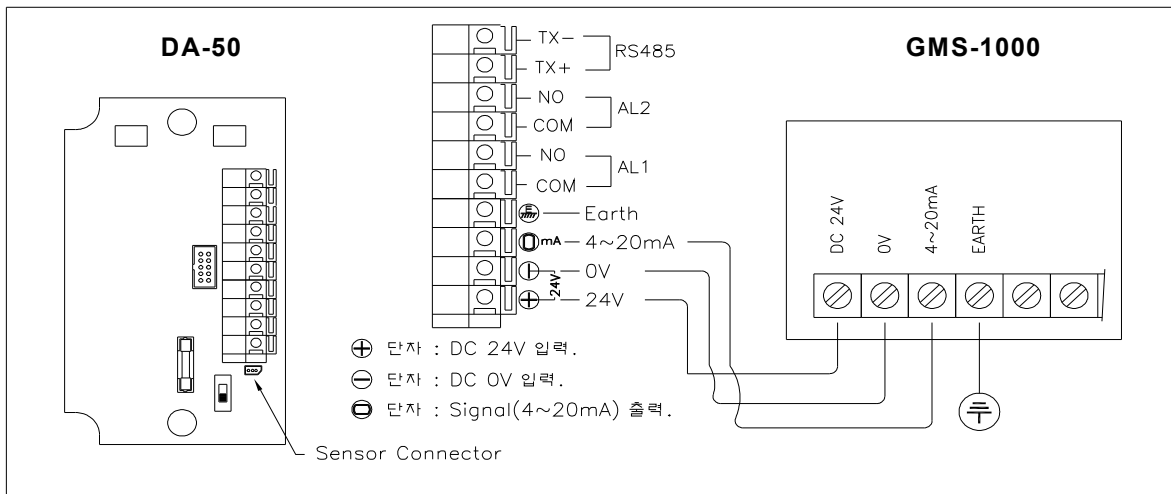 DA-50
GMS-1000
TX-
TX+
RS485
NO
COM
AL2
NO
COM
AL1
E
Earth
mA
4~20mA
0V
24V
24V
DC 24V
0V
4~20mA
EARTH
⊕ 단자 : DC 24V 입력.
⊖ 단자 : DC 0V 입력.
단자 : Signal(4~20mA) 출력.
Sensor Connector